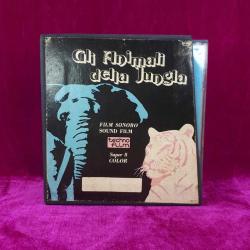 Gli Animali
della Jungla
FILM SONORO
SOUND FILM
Super 8
COLOR